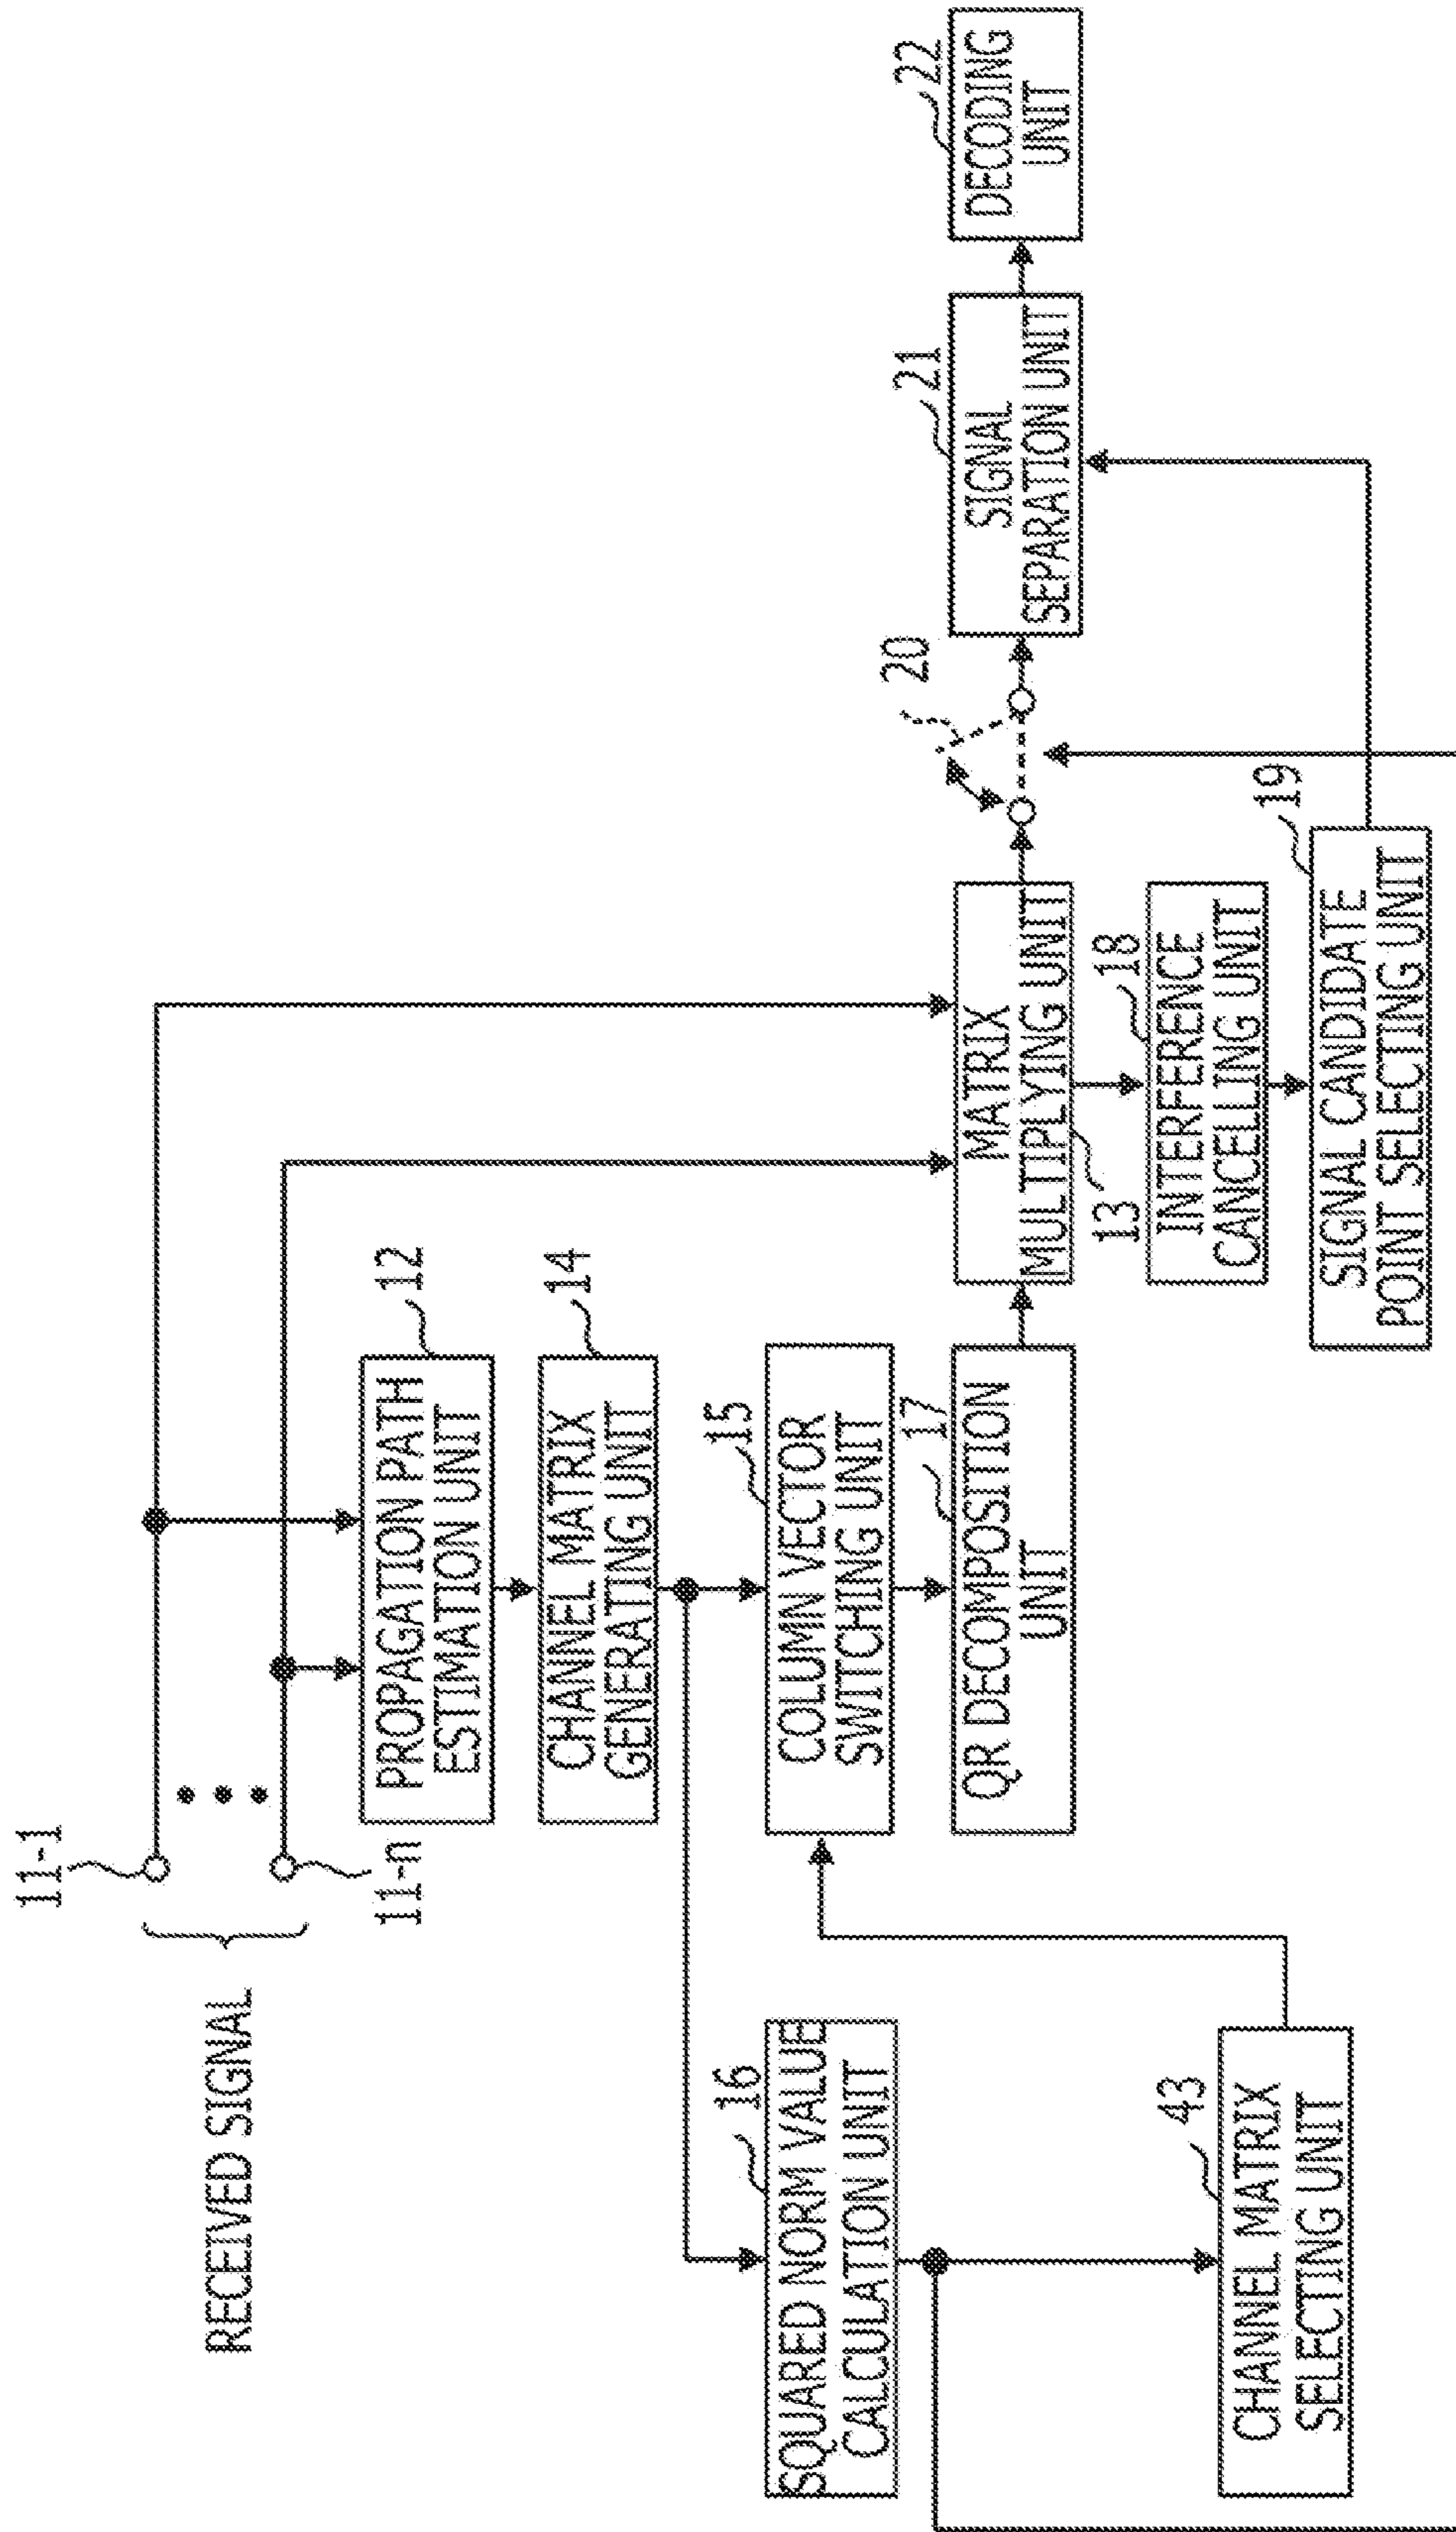 RECEIVED SIGNAL
11-1
11-n
12
PROPAGATION PATH
ESTIMATION UNIT
14
CHANNEL MATRIX
GENERATING UNIT
16
SQUARED NORM VALUE
CALCULATION UNIT
15
COLUMN VECTOR
SWITCHING UNIT
17
QR DECOMPOSITION
UNIT
MATRIX
MULTIPLYING UNIT
13
20
21
SIGNAL
SEPARATION UNIT
22
DECODING
UNIT
18
INTERFERENCE
CANCELLING UNIT
43
CHANNEL MATRIX
SELECTING UNIT
19
SIGNAL CANDIDATE
POINT SELECTING UNIT